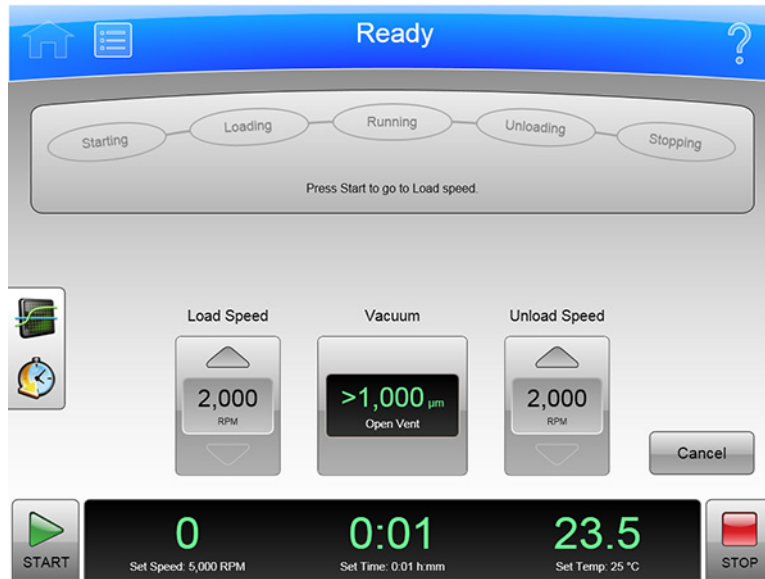 Ready
?
Starting
Loading
Running
Unloading
Stopping
Press Start to go to Load speed.
Load Speed
Vacuum
Unload Speed
2,000
RPM
>1,000 µm
Open Vent
2,000
RPM
Cancel
START
0
Set Speed: 5,000 RPM
0:01
Set Time: 0:01 h:mm
23.5
Set Temp: 25 °C
STOP